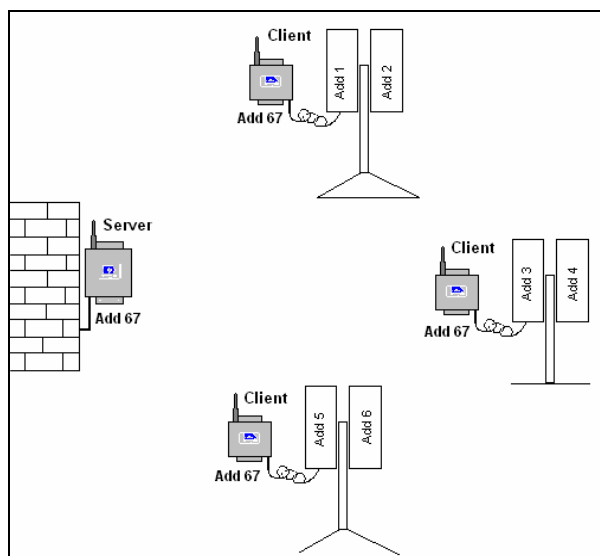 Client
Add 1
Add 2
Add 67
Server
Add 67
Client
Add 3
Add 4
Add 67
Client
Add 5
Add 6
Add 67